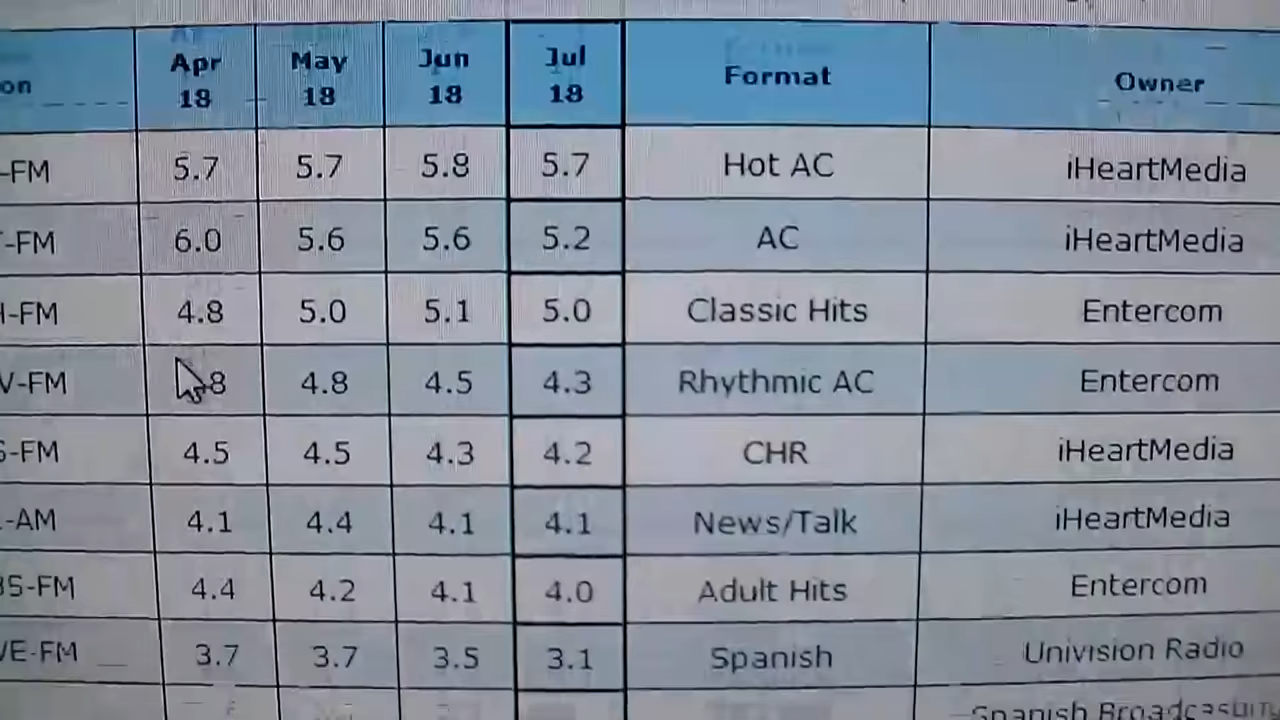 on Apr 18 May 18 Jun 18 Jul 18 Format Owner
-FM 5.7 5.7 5.8 5.7 Hot AC iHeartMedia
-FM 6.0 5.6 5.6 5.2 AC iHeartMedia
-FM 4.8 5.0 5.1 5.0 Classic Hits Entercom
V-FM 8 4.8 4.5 4.3 Rhythmic AC Entercom
-FM 4.5 4.5 4.3 4.2 CHR iHeartMedia
-AM 4.1 4.4 4.1 4.1 News/Talk iHeartMedia
BS-FM 4.4 4.2 4.1 4.0 Adult Hits Entercom
VE-FM 3.7 3.7 3.5 3.1 Spanish Univision Radio
Spanish